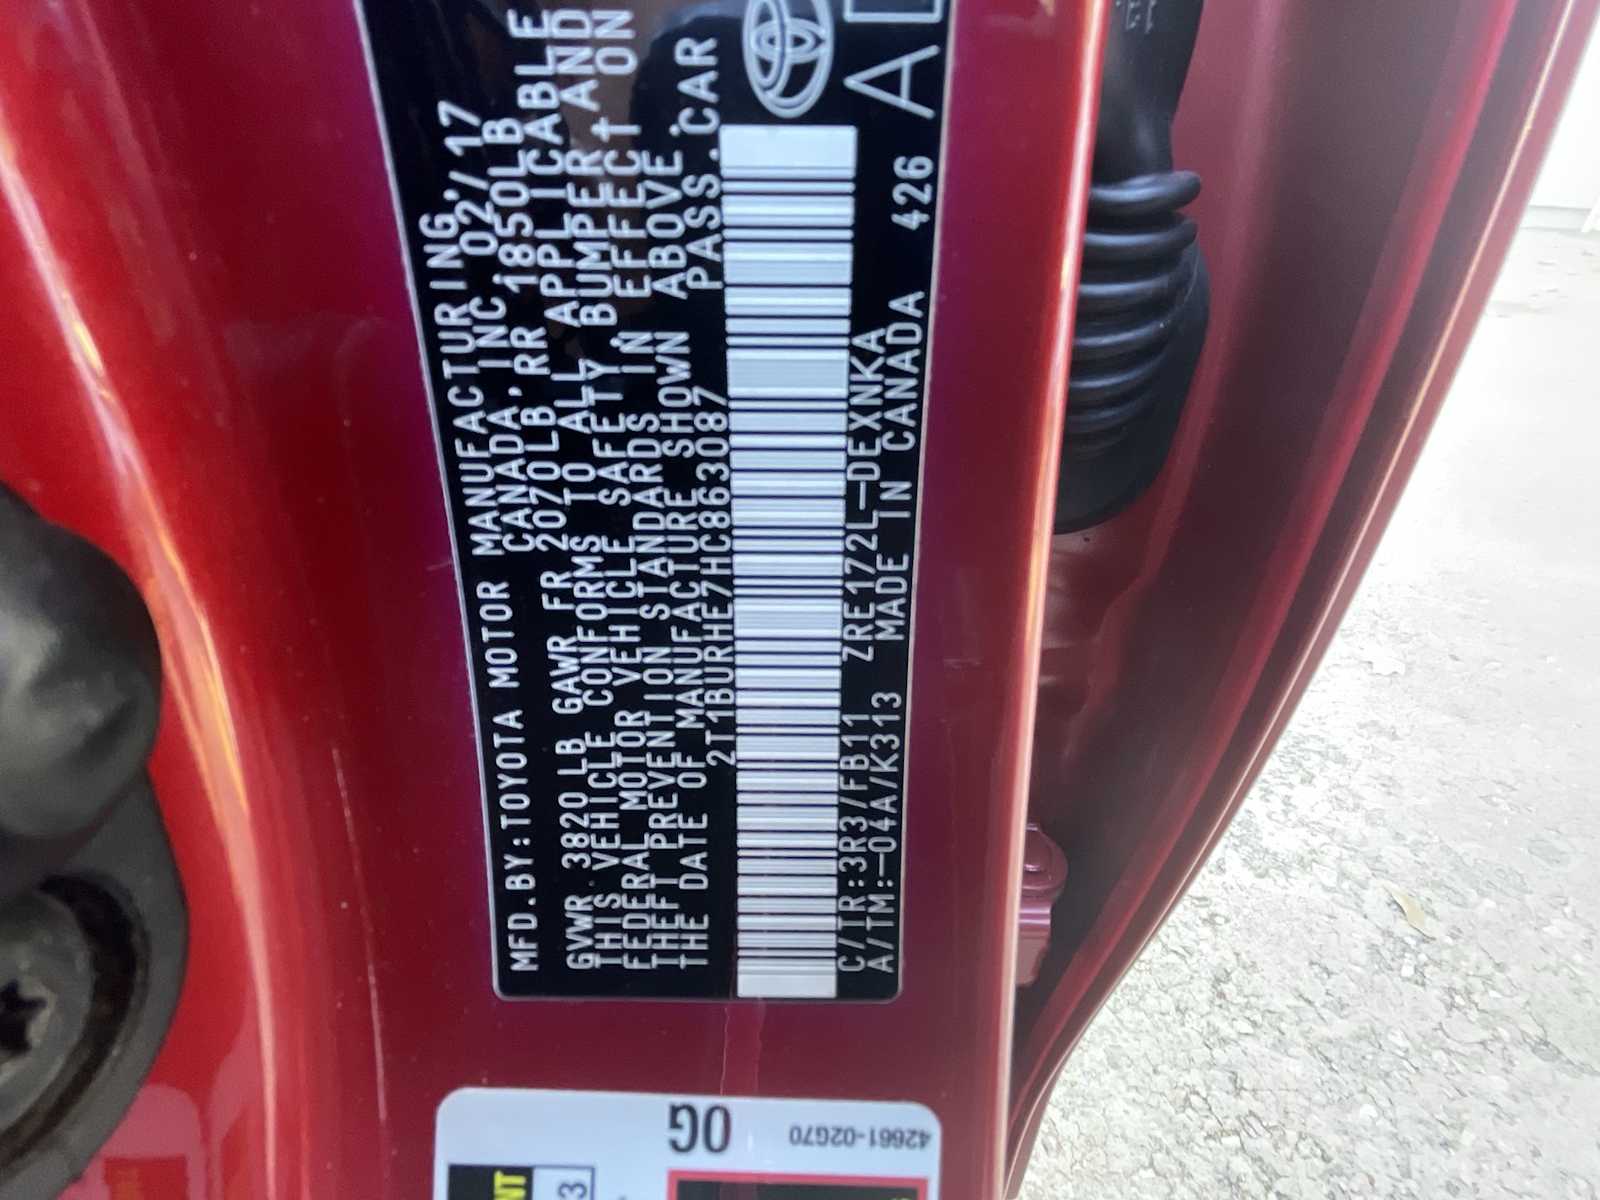 MFD.BY:TOYOTA MOTOR MANUFACTURING,
CANADA, INC 02/17
GVWR 3820LB GAWR FR 2070LB,RR 1850LB
THIS VEHICLE CONFORMS TO ALL APPLICABLE
FEDERAL MOTOR VEHICLE SAFETY, BUMPER, AND
THEFT PREVENTION STANDARDS IN EFFECT ON
THE DATE OF MANUFACTURE SHOWN ABOVE.
2T1BURHE7HC863087 PASS.CAR
C/TR:3R3/FB11 ZRE172L-DEXNKA
A/TM:-04A/K313 MADE IN CANADA 426
0G
42661-02G70